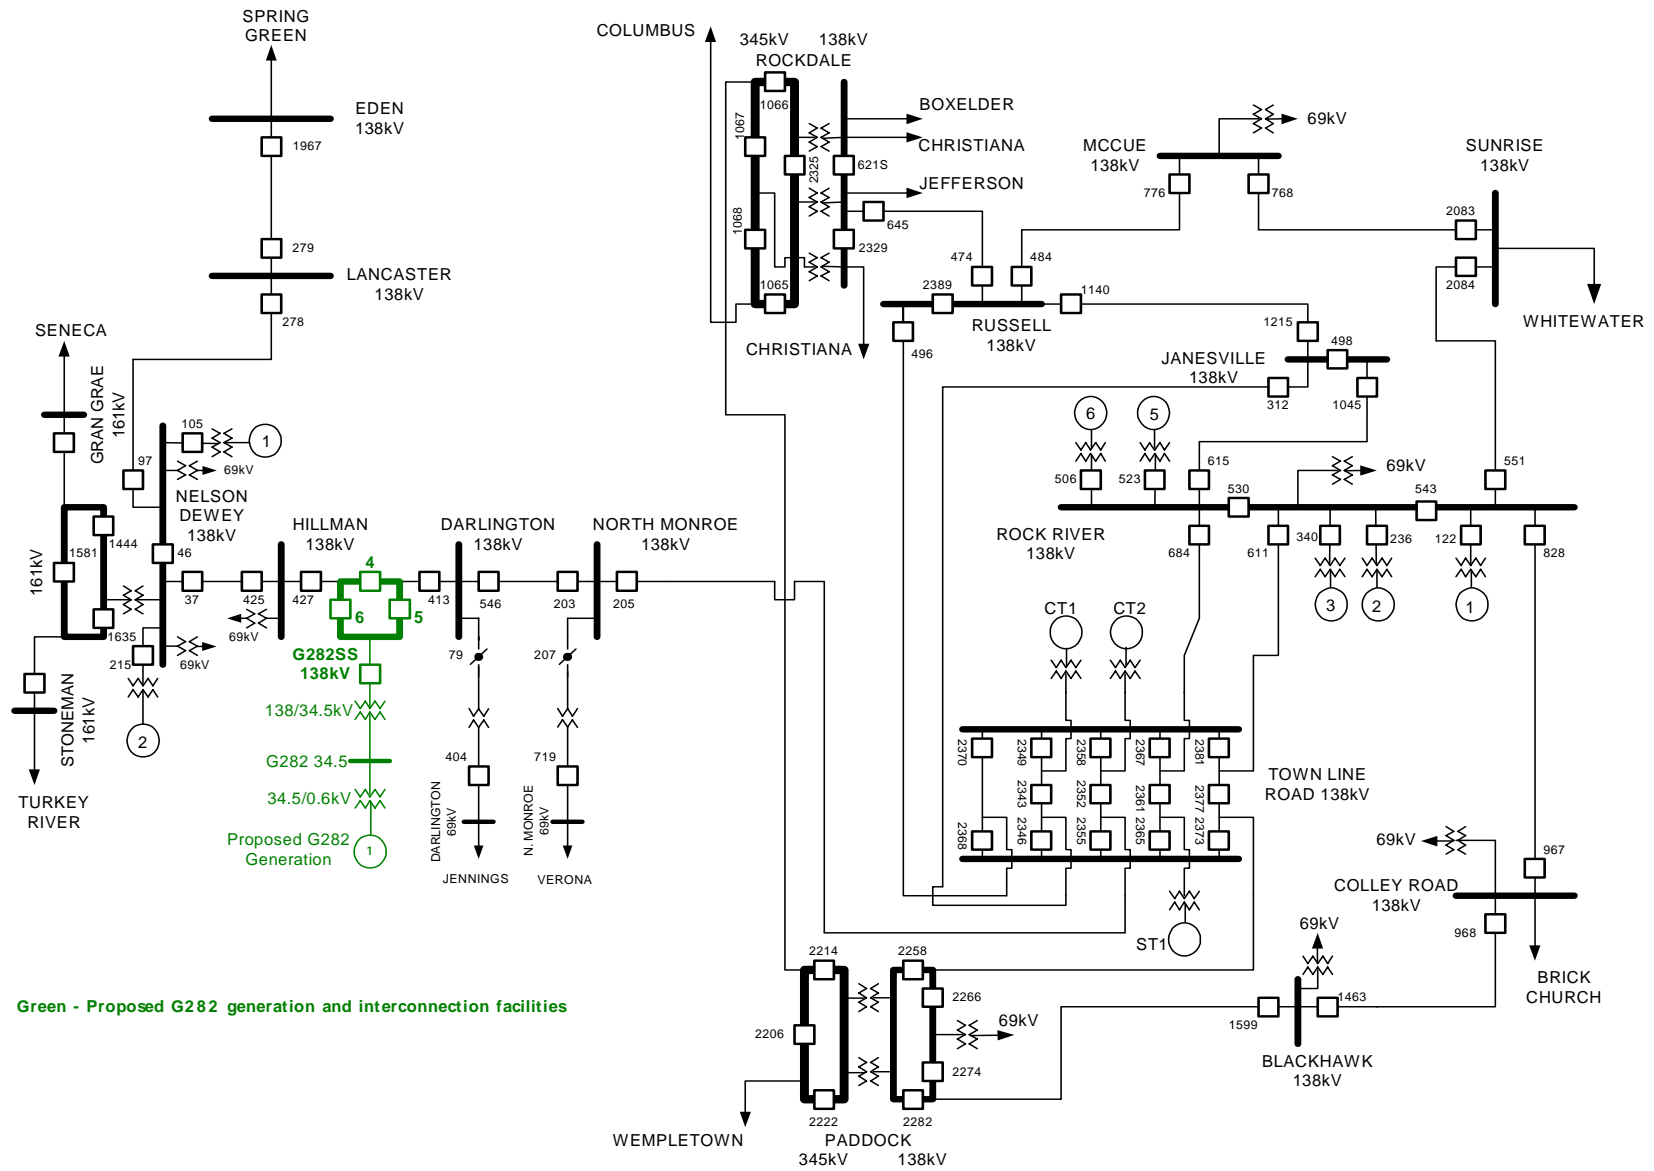 SPRING
GREEN
EDEN
138kV
1967
279
LANCASTER
138kV
278
SENECA
GRAN GRAE
161kV
105
1
97
69kV
NELSON
DEWEY
138kV
1444
1581
161kV
46
37
1635
215
69kV
2
STONEMAN
161kV
TURKEY
RIVER
HILLMAN
138kV
425
427
69kV
4
6
5
G282SS
138kV
138/34.5kV
G282 34.5
34.5/0.6kV
Proposed G282
Generation
1
DARLINGTON
138kV
413
546
79
404
DARLINGTON
69kV
JENNINGS
NORTH MONROE
138kV
203
205
207
719
N. MONROE
69kV
VERONA
Green - Proposed G282 generation and interconnection facilities
COLUMBUS
345kV
138kV
ROCKDALE
1066
1067
2325
621S
1068
1065
2329
645
BOXELDER
CHRISTIANA
JEFFERSON
CHRISTIANA
474
484
2389
1140
496
RUSSELL
138kV
MCCUE
138kV
69kV
776
768
SUNRISE
138kV
2083
2084
WHITEWATER
1215
498
JANESVILLE
138kV
312
1045
6
5
506
523
615
69kV
530
543
551
ROCK RIVER
138kV
684
611
340
236
122
828
3
2
1
CT1
CT2
2370
2349
2358
2367
2381
2343
2352
2361
2377
2368
2346
2355
2365
2373
TOWN LINE
ROAD 138kV
ST1
69kV
967
COLLEY ROAD
138kV
968
BRICK
CHURCH
69kV
1463
1599
BLACKHAWK
138kV
2214
2258
2266
2206
69kV
2274
2222
2282
WEMPLETOWN
PADDOCK
345kV
138kV